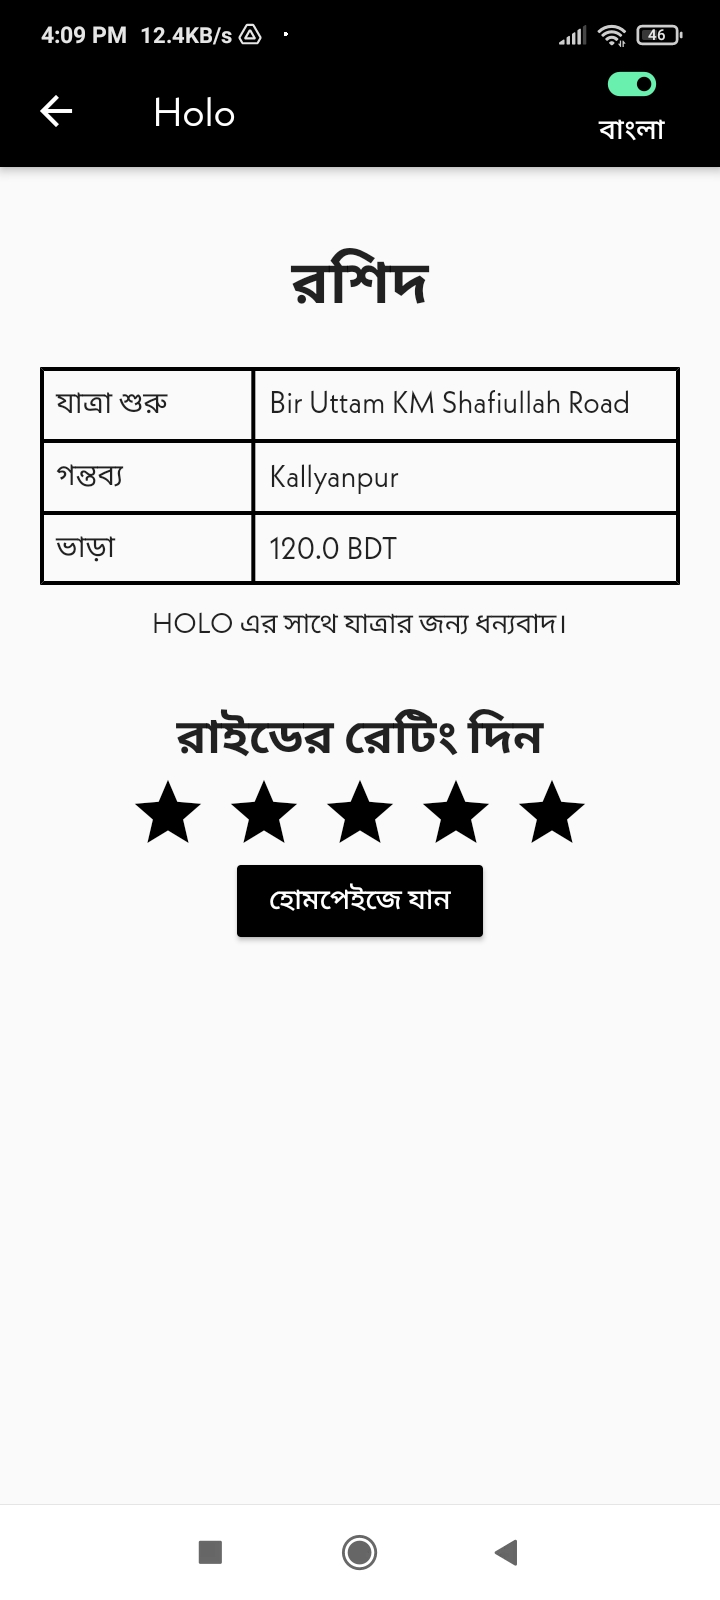 4:09 PM 12.4KB/s 46
Holo
বাংলা
রশিদ
যাত্রা শুরু Bir Uttam KM Shafiullah Road
গন্তব্য Kallyanpur
ভাড়া 120.0 BDT
HOLO এর সাথে যাত্রার জন্য ধন্যবাদ।
রাইডের রেটিং দিন
হোমপেইজে যান